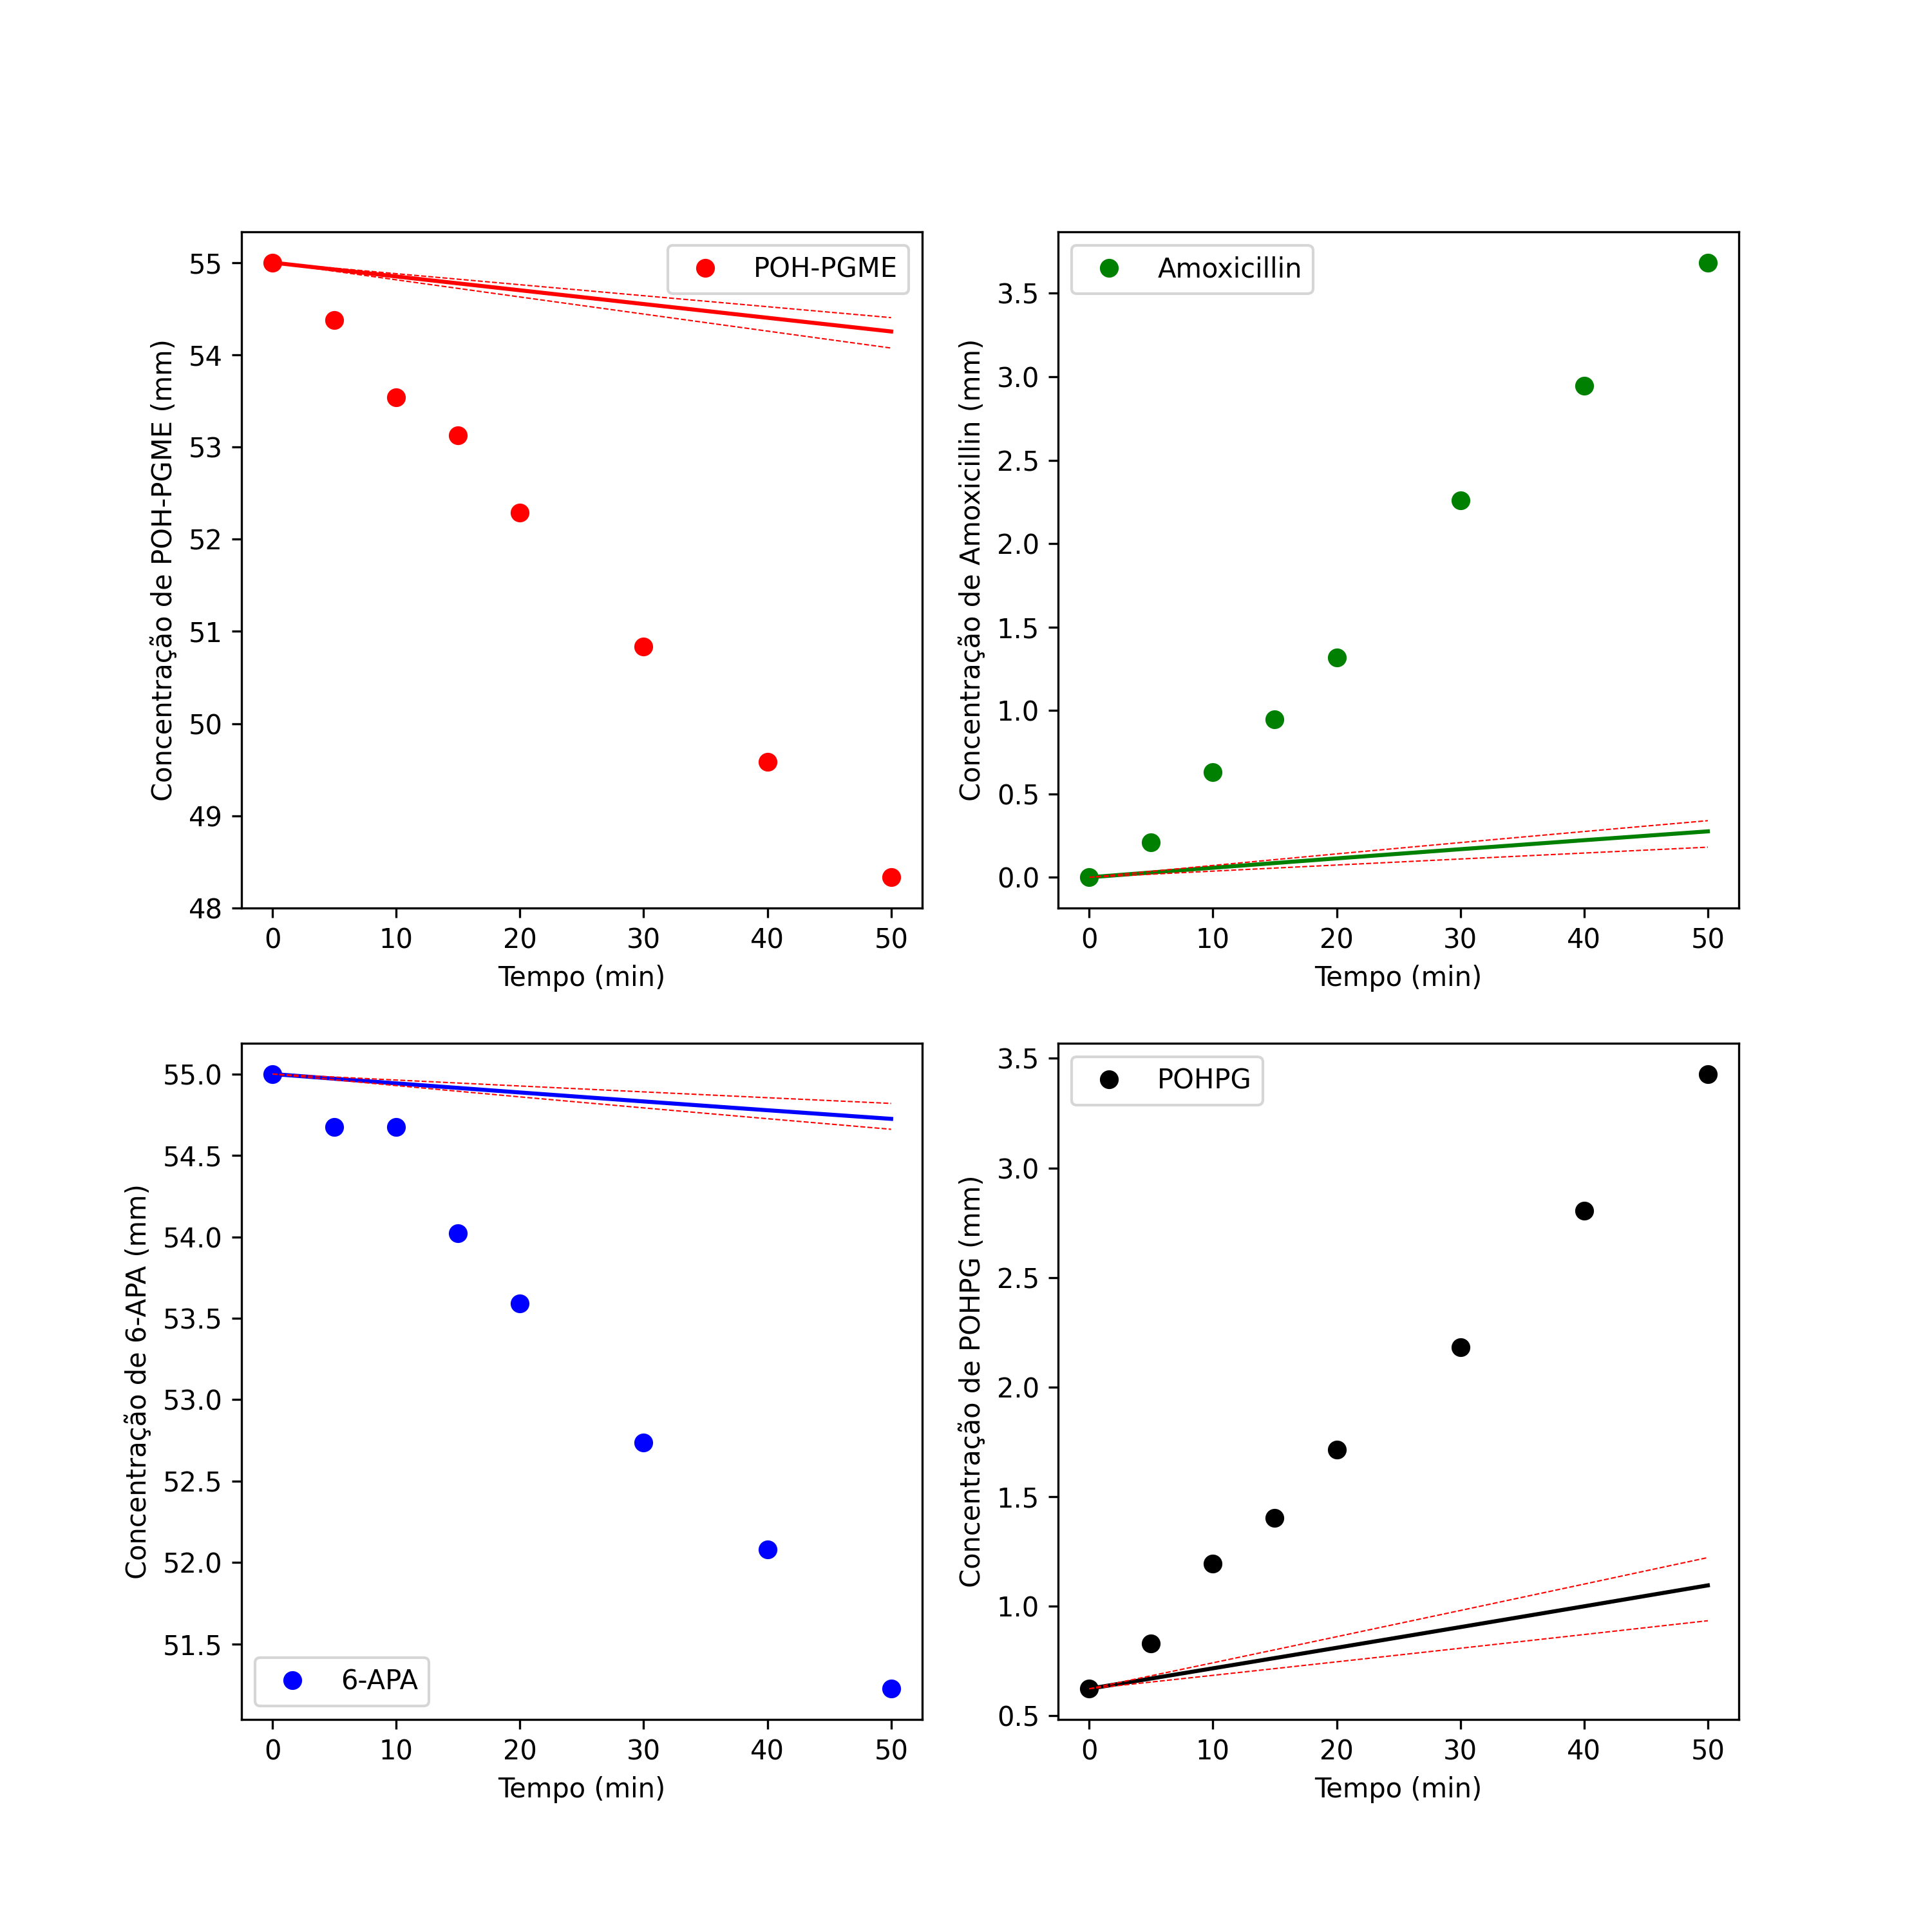 POH-PGME
Concentração de POH-PGME (mm)
55
54
53
52
51
50
49
48
0 10 20 30 40 50
Tempo (min)
Amoxicillin
Concentração de Amoxicillin (mm)
3.5
3.0
2.5
2.0
1.5
1.0
0.5
0.0
0 10 20 30 40 50
Tempo (min)
Concentração de 6-APA (mm)
55.0
54.5
54.0
53.5
53.0
52.5
52.0
51.5
6-APA
0 10 20 30 40 50
Tempo (min)
POHPG
Concentração de POHPG (mm)
3.5
3.0
2.5
2.0
1.5
1.0
0.5
0 10 20 30 40 50
Tempo (min)